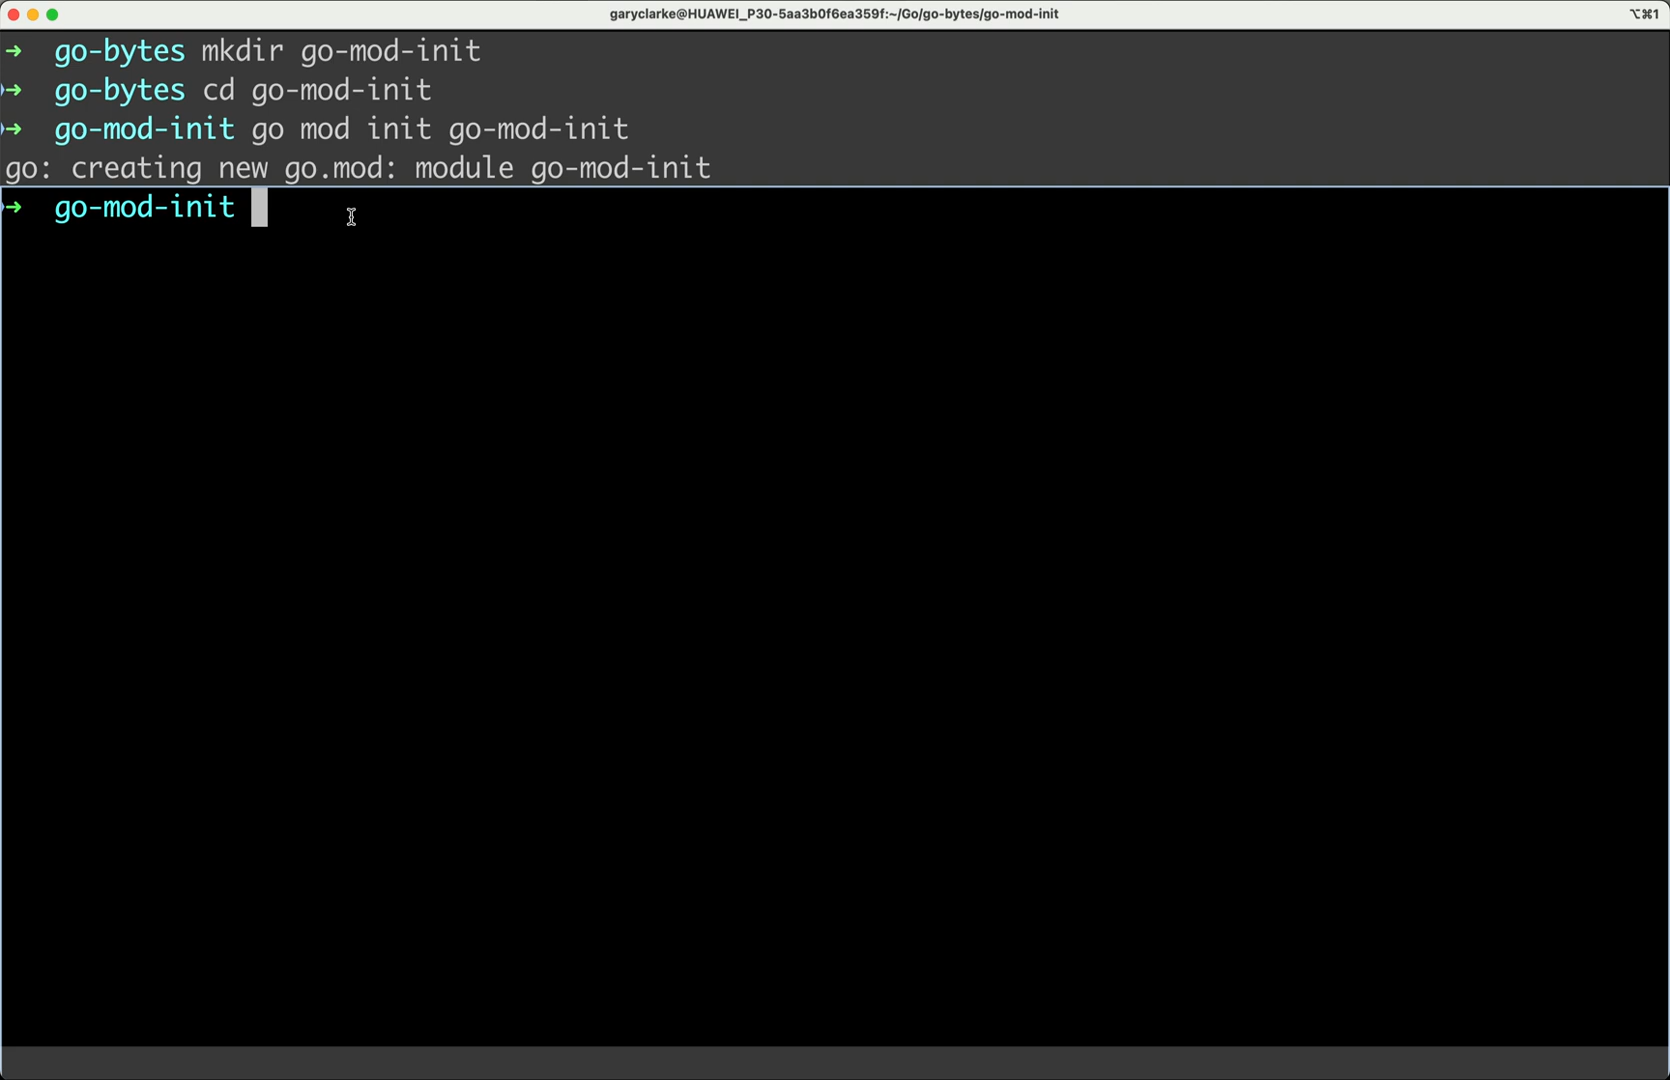 garyclarke@HUAWEI_P30-5aa3b0f6ea359f:~/Go/go-bytes/go-mod-init
⌥⌘1
➜ go-bytes mkdir go-mod-init
➜ go-bytes cd go-mod-init
➜ go-mod-init go mod init go-mod-init
go: creating new go.mod: module go-mod-init
➜ go-mod-init